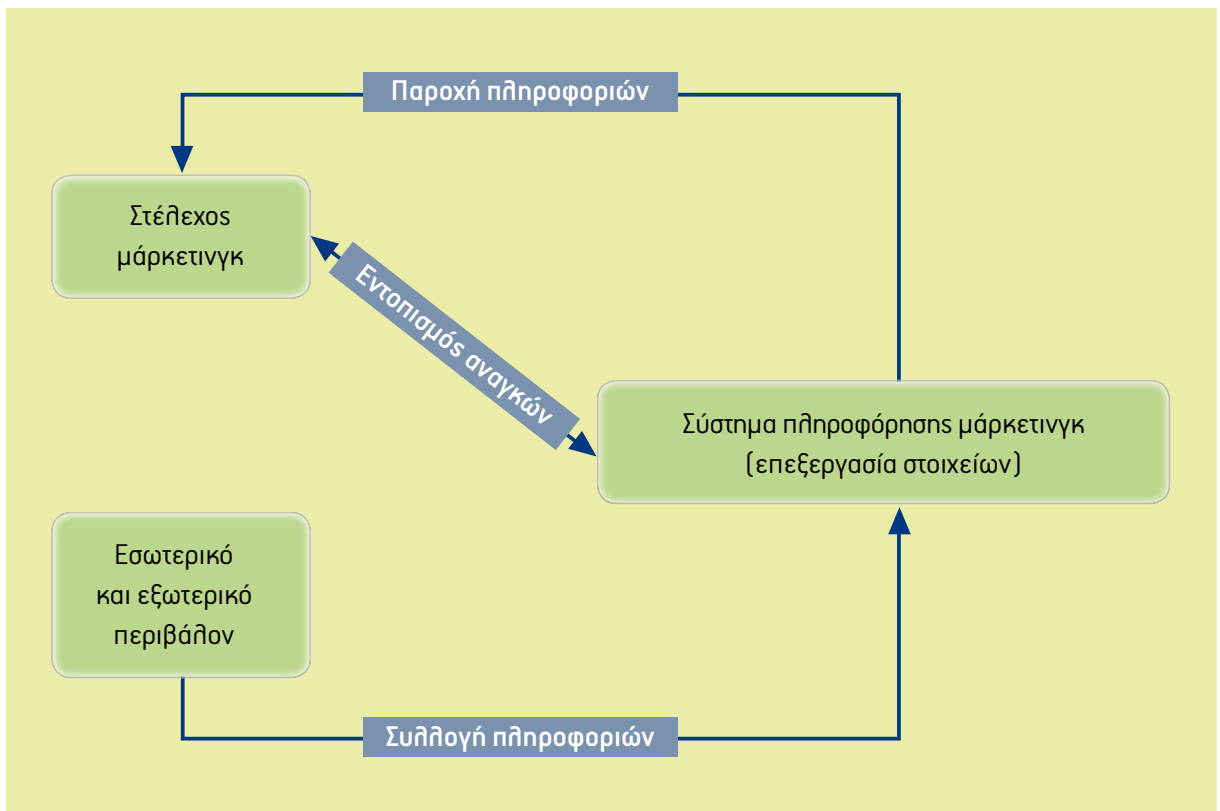 Παροχή πληροφοριών
Στέλεχος
μάρκετινγκ
Εντοπισμός αναγκών
Σύστημα πληροφόρησης μάρκετινγκ
(επεξεργασία στοιχείων)
Εσωτερικό
και εξωτερικό
περιβάλον
Συλλογή πληροφοριών